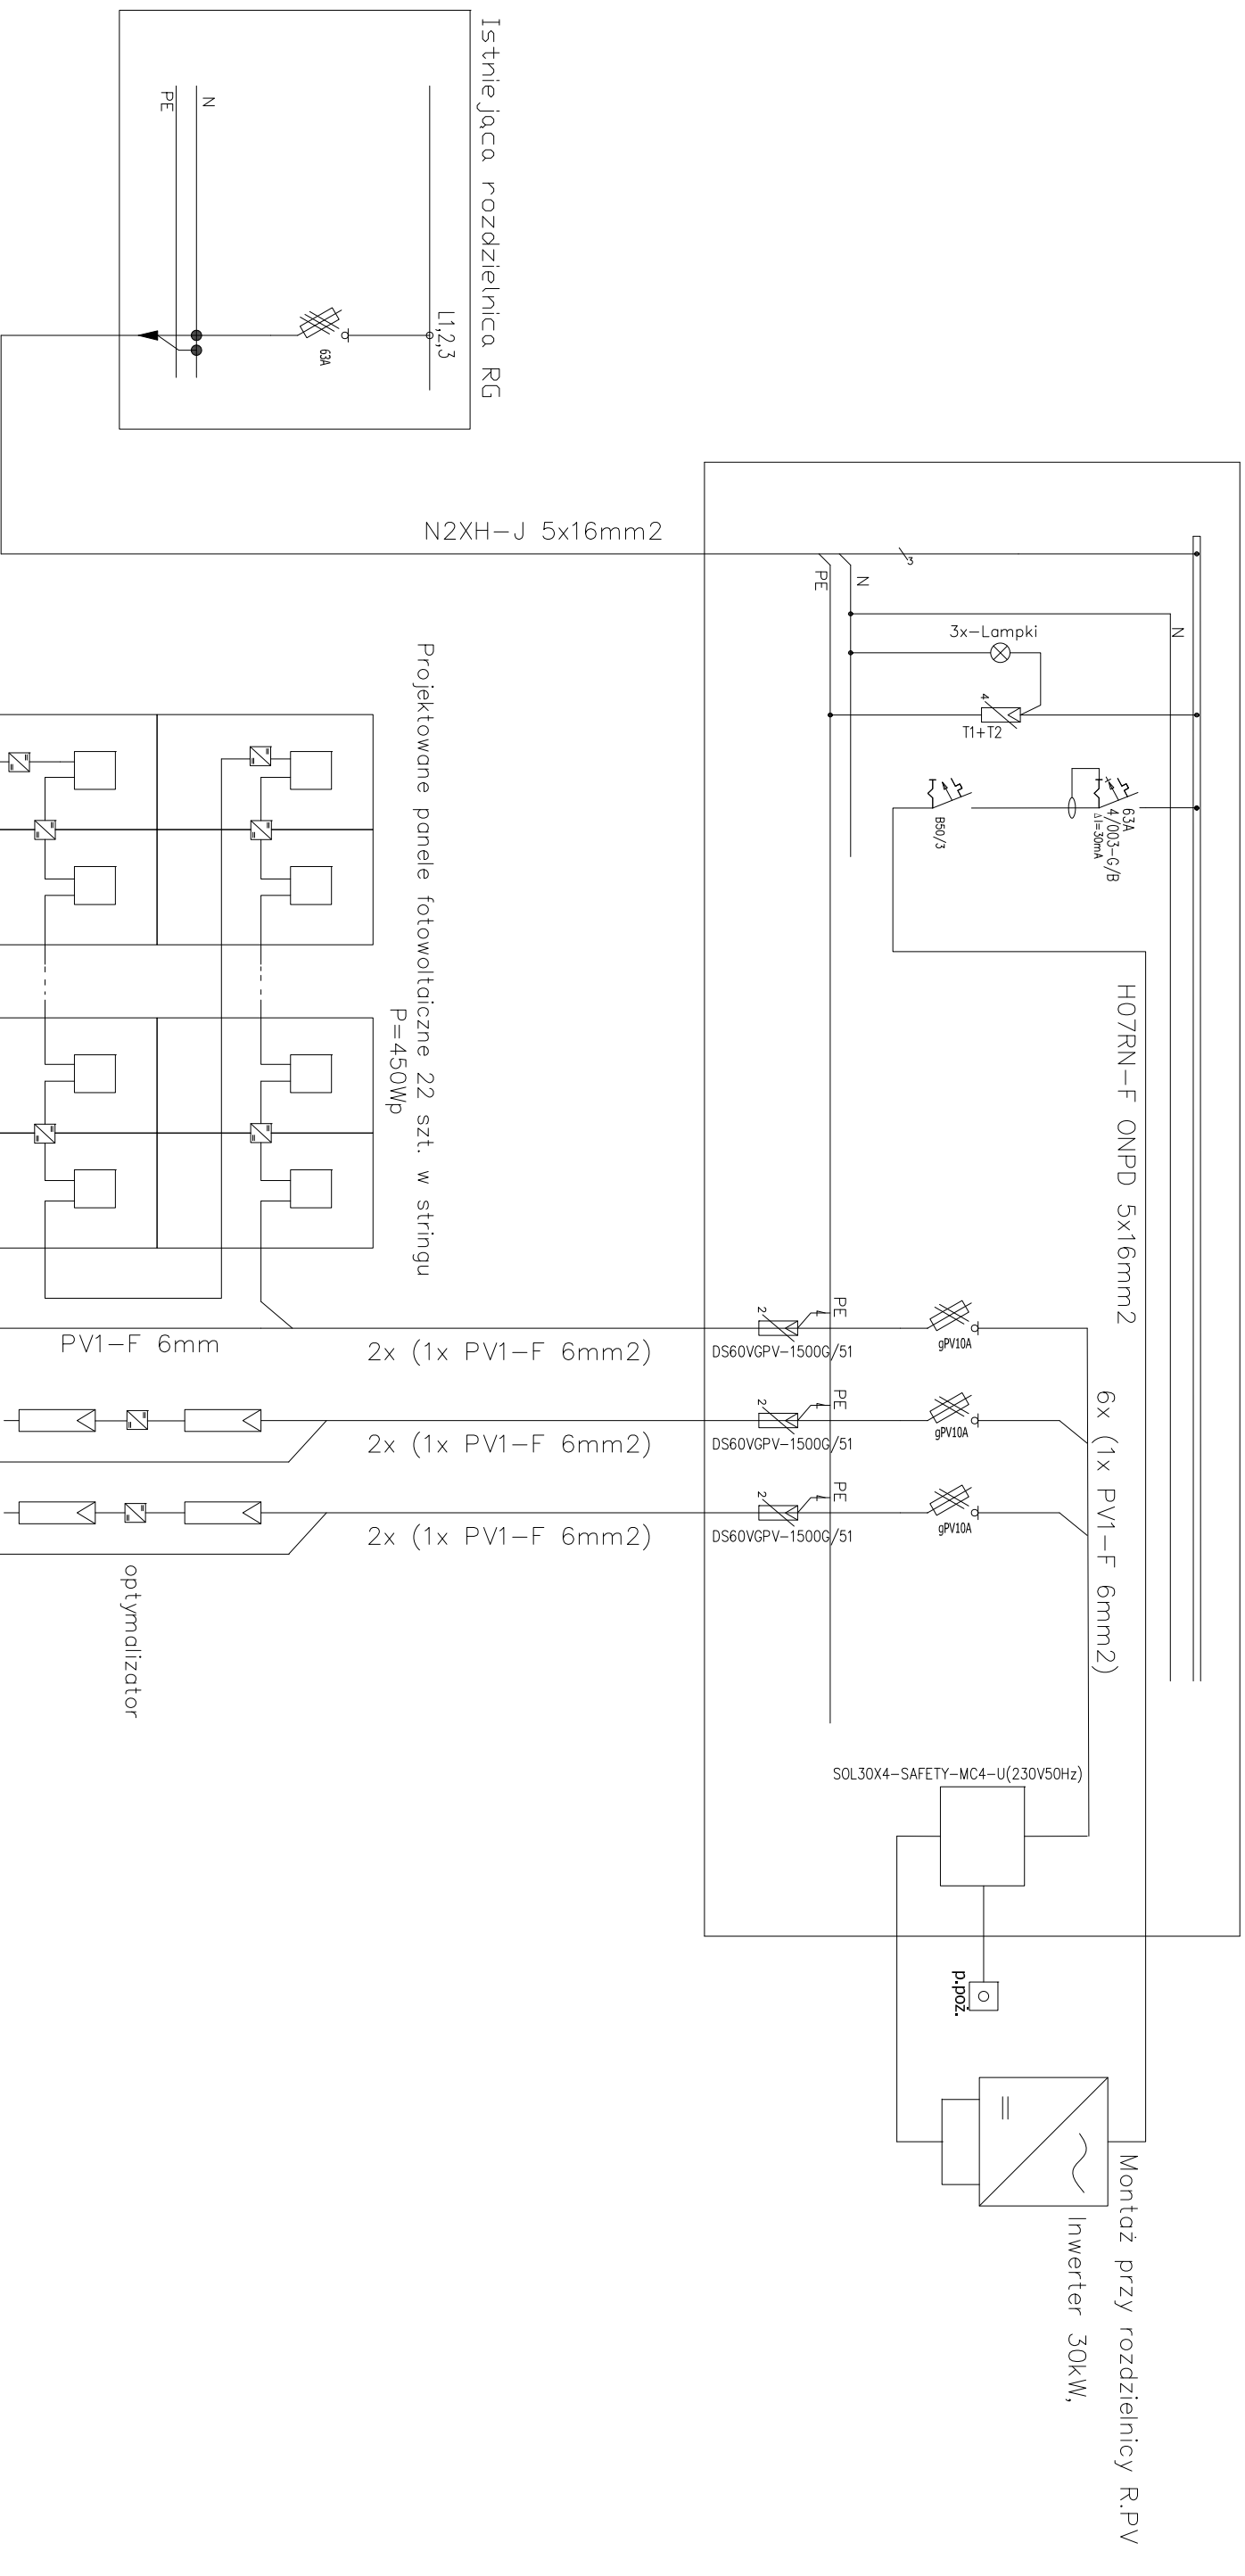 Istniejąca rozdzielnica RG
L1,2,3
63A
N
PE
N2XH-J 5x16mm2
3
N
PE
N
3x-Lampki
4
T1+T2
63A
4/003-G/B
ΔI=30mA
B50/3
H07RN-F ONPD 5x16mm2
Projektowane panele fotowoltaiczne 22 szt. w stringu
P=450Wp
PV1-F 6mm
2x (1x PV1-F 6mm2)
2
DS60VGPV-1500G/51
PE
gPV10A
2x (1x PV1-F 6mm2)
2
DS60VGPV-1500G/51
PE
gPV10A
2x (1x PV1-F 6mm2)
2
DS60VGPV-1500G/51
PE
gPV10A
6x (1x PV1-F 6mm2)
optymalizator
SOL30X4-SAFETY-MC4-U(230V50Hz)
p.poż.
Montaż przy rozdzielnicy R.PV
Inwerter 30kW,